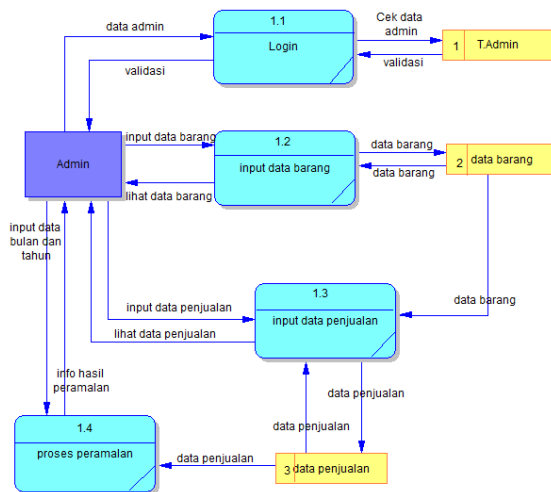 data admin
1.1
Login
Cek data
admin
1 T.Admin
validasi
validasi
Admin
input data barang
1.2
input data barang
data barang
2 data barang
data barang
lihat data barang
input data
bulan dan
tahun
input data penjualan
1.3
input data penjualan
data barang
lihat data penjualan
info hasil
peramalan
data penjualan
data penjualan
1.4
proses peramalan
data penjualan
3 data penjualan